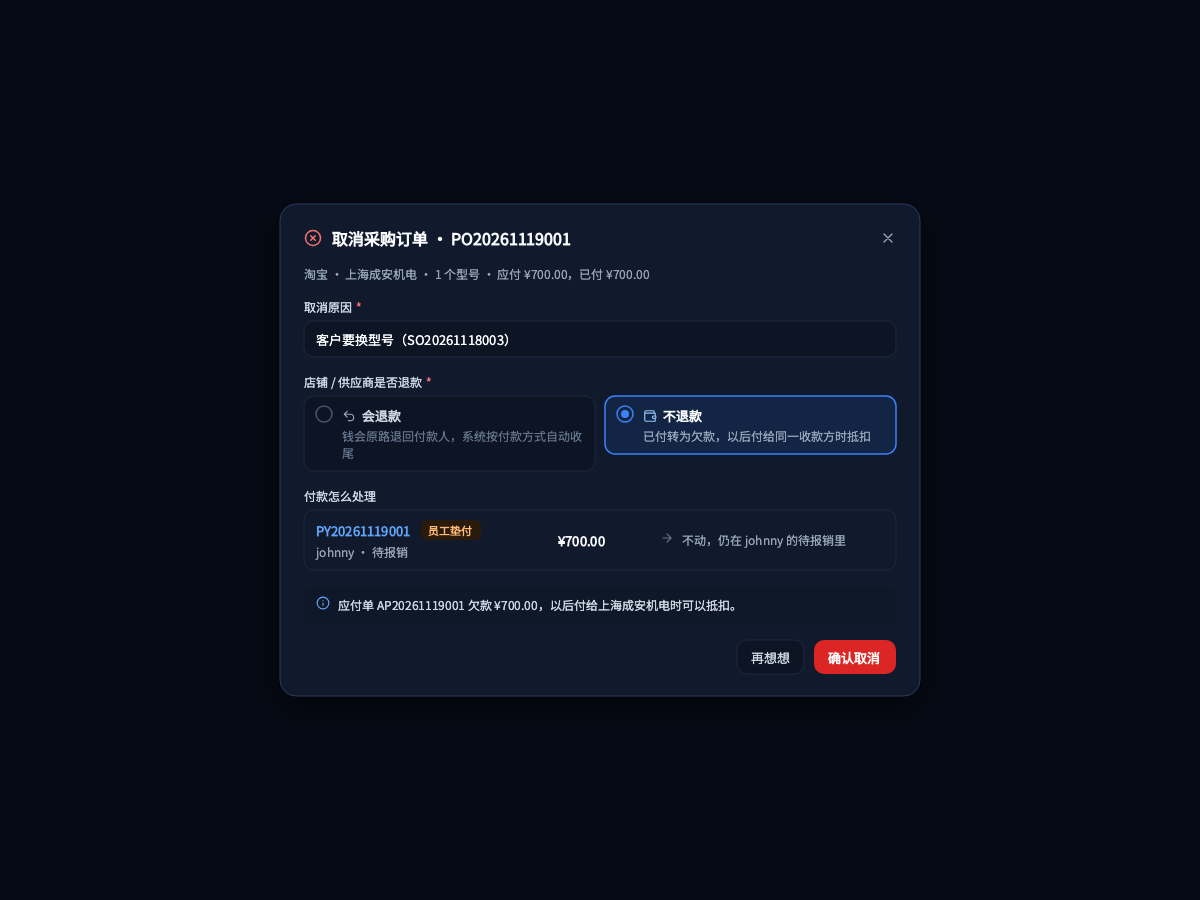 取消采购订单 · PO20261119001
淘宝 · 上海成安机电 · 1 个型号 · 应付 ¥700.00，已付 ¥700.00
取消原因 *
客户要换型号（SO20261118003）
店铺 / 供应商是否退款 *
会退款
钱会原路退回付款人，系统按付款方式自动收
尾
不退款
已付转为欠款，以后付给同一收款方时抵扣
付款怎么处理
PY20261119001 员工垫付
johnny · 待报销
¥700.00
→ 不动，仍在 johnny 的待报销里
应付单 AP20261119001 欠款 ¥700.00，以后付给上海成安机电时可以抵扣。
再想想
确认取消